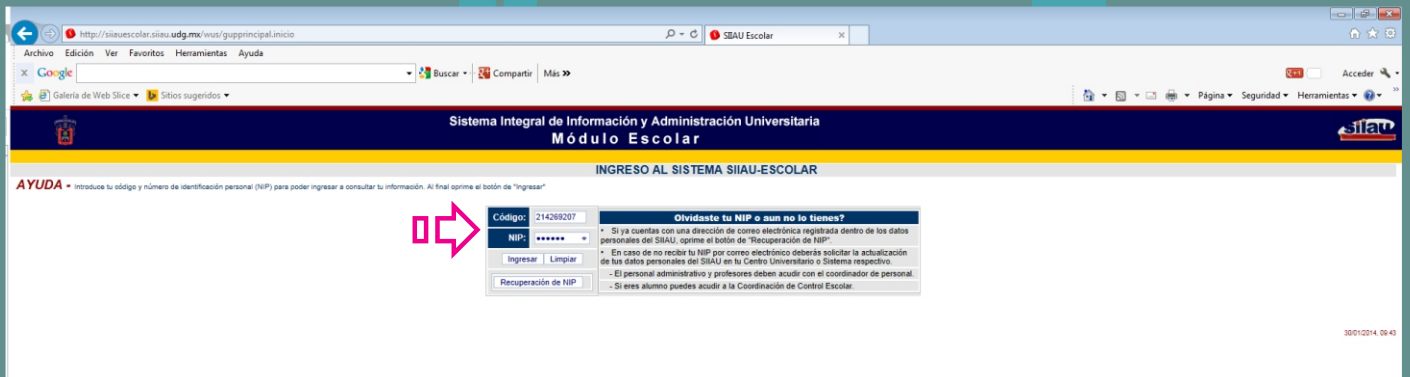 http://siiauescolar.siiau.udg.mx/wus/gupprincipal.inicio
SIIAU Escolar
Archivo Edición Ver Favoritos Herramientas Ayuda
x Google Buscar Compartir Más »
Acceder
Galería de Web Slice Sitios sugeridos
Página Seguridad Herramientas
Sistema Integral de Información y Administración Universitaria
Módulo Escolar
siiau
INGRESO AL SISTEMA SIIAU-ESCOLAR
AYUDA - Introduce tu código y número de identificación personal (NIP) para poder ingresar a consultar tu información. Al final oprime el botón de "Ingresar"
Código: 214269207
NIP: ••••••
Ingresar Limpiar
Recuperación de NIP
Olvidaste tu NIP o aun no lo tienes?
• Si ya cuentas con una dirección de correo electrónica registrada dentro de los datos
personales del SIIAU, oprime el botón de "Recuperación de NIP".
• En caso de no recibir tu NIP por correo electrónico deberás solicitar la actualización
de tus datos personales del SIIAU en tu Centro Universitario o Sistema respectivo.
- El personal administrativo y profesores deben acudir con el coordinador de personal.
- Si eres alumno puedes acudir a la Coordinación de Control Escolar.
30/01/2014, 09:43